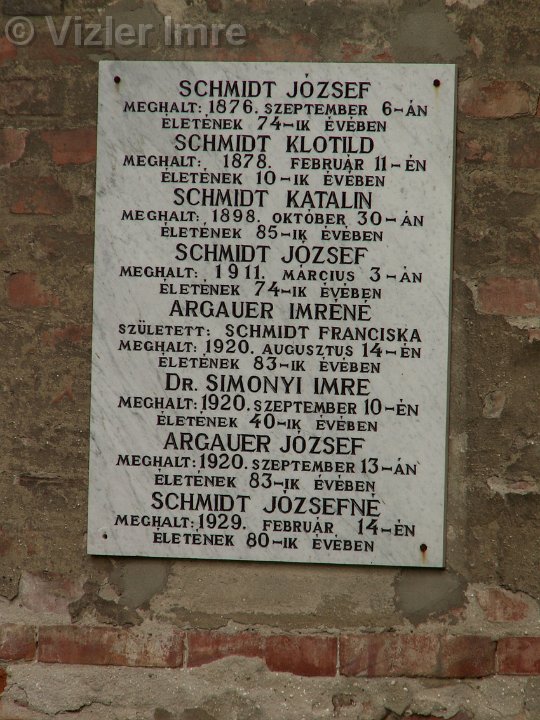 © Vizler Imre
SCHMIDT JÓZSEF
MEGHALT: 1876. SZEPTEMBER 6-ÁN
ÉLETÉNEK 74-IK ÉVÉBEN
SCHMIDT KLOTILD
MEGHALT: 1878. FEBRUÁR 11-ÉN
ÉLETÉNEK 10-IK ÉVÉBEN
SCHMIDT KATALIN
MEGHALT: 1898. OKTÓBER 30-ÁN
ÉLETÉNEK 85-IK ÉVÉBEN
SCHMIDT JÓZSEF
MEGHALT: 1911. MÁRCIUS 3-ÁN
ÉLETÉNEK 74-IK ÉVÉBEN
ARGAUER IMRÉNÉ
SZÜLETETT: SCHMIDT FRANCISKA
MEGHALT: 1920. AUGUSZTUS 14-ÉN
ÉLETÉNEK 83-IK ÉVÉBEN
DR. SIMONYI IMRE
MEGHALT: 1920. SZEPTEMBER 10-ÉN
ÉLETÉNEK 40-IK ÉVÉBEN
ARGAUER JÓZSEF
MEGHALT: 1920. SZEPTEMBER 13-ÁN
ÉLETÉNEK 83-IK ÉVÉBEN
SCHMIDT JÓZSEFNÉ
MEGHALT: 1929. FEBRUÁR 14-ÉN
ÉLETÉNEK 80-IK ÉVÉBEN